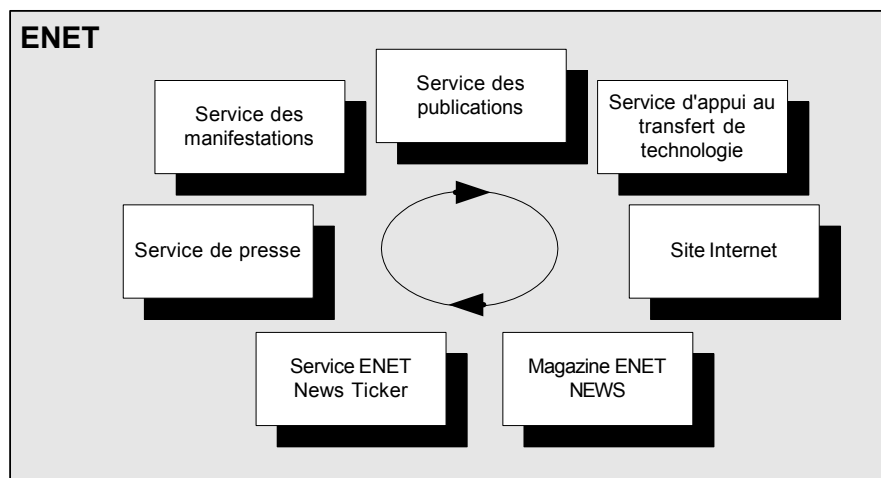 ENET
Service des
publications
Service des
manifestations
Service d'appui au
transfert de
technologie
Service de presse
Site Internet
Service ENET
News Ticker
Magazine ENET
NEWS